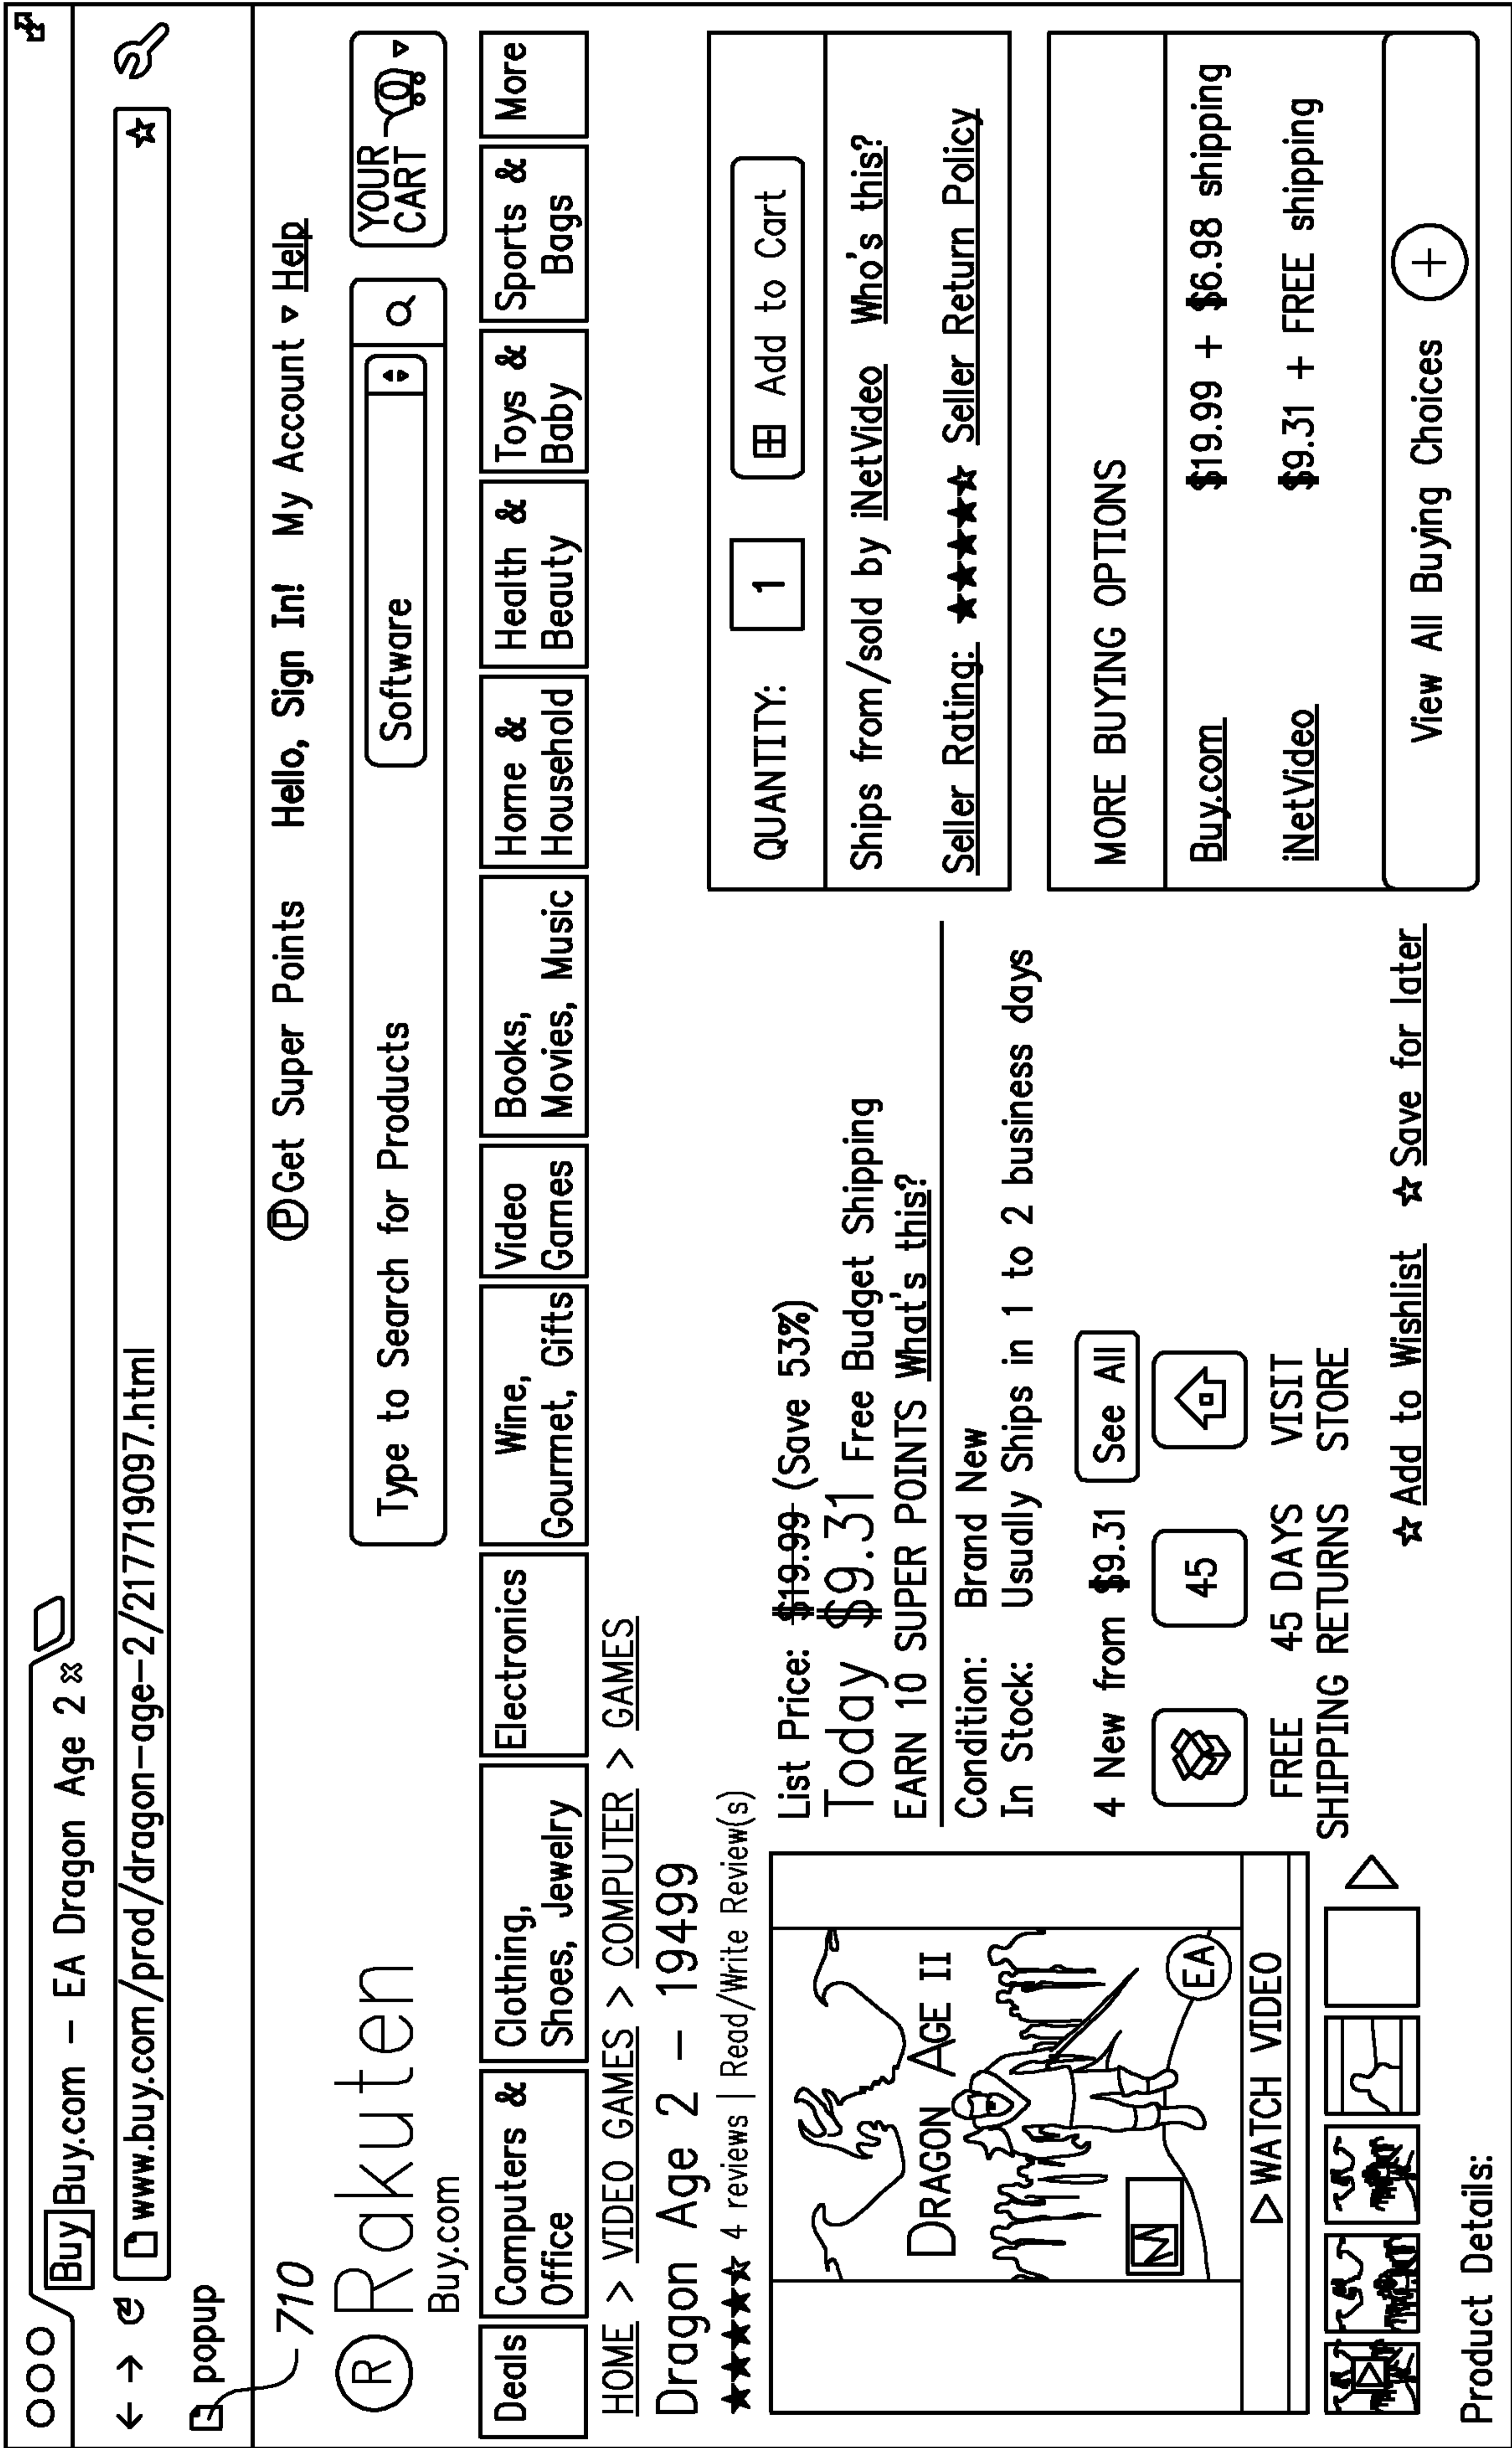 Buy Buy.com - EA Dragon Age 2
www.buy.com/prod/dragon-age-2/217719097.html
popup
710
Get Super Points Hello, Sign In! My Account Help
R Rakuten
Buy.com
Type to Search for Products Software
YOUR
CART 0
Deals
Computers &
Office
Clothing,
Shoes, Jewelry
Electronics
Wine,
Gourmet, Gifts
Video
Games
Books,
Movies, Music
Home &
Household
Health &
Beauty
Toys &
Baby
Sports &
Bags
More
HOME > VIDEO GAMES > COMPUTER > GAMES
Dragon Age 2 - 19499
★★★★☆ 4 reviews | Read/Write Review(s)
DRAGON AGE II
M
EA
▷ WATCH VIDEO
Product Details:
List Price: $19.99 (Save 53%)
Today $9.31 Free Budget Shipping
EARN 10 SUPER POINTS What's this?
Condition: Brand New
In Stock: Usually Ships in 1 to 2 business days
4 New from $9.31 See All
45
FREE
SHIPPING
45 DAYS
RETURNS
VISIT
STORE
☆ Add to Wishlist ☆ Save for later
QUANTITY: 1 Add to Cart
Ships from/sold by iNetVideo Who's this?
Seller Rating: ★★★★☆ Seller Return Policy
MORE BUYING OPTIONS
Buy.com $19.99 + $6.98 shipping
iNetVideo $9.31 + FREE shipping
View All Buying Choices +